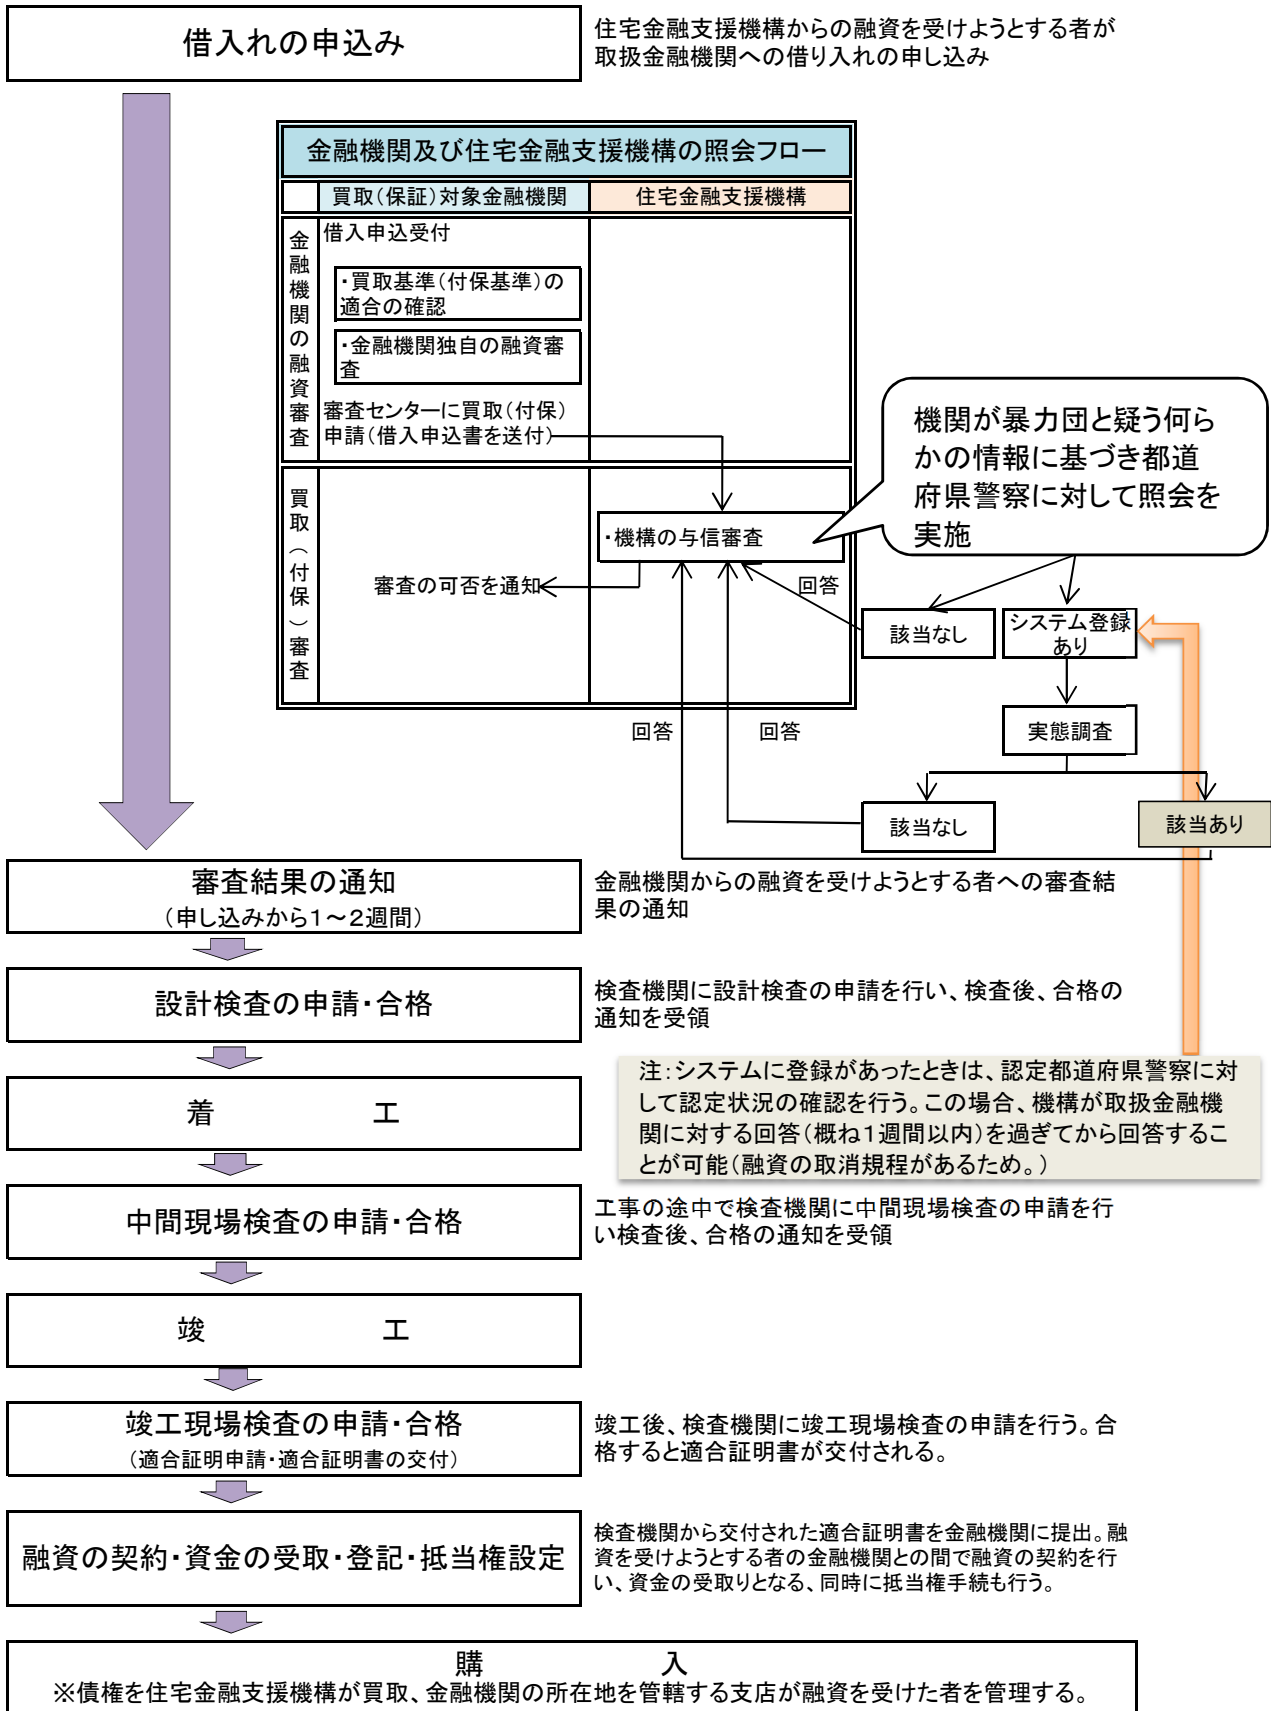 借入れの申込み
住宅金融支援機構からの融資を受けようとする者が
取扱金融機関への借り入れの申し込み
金融機関及び住宅金融支援機構の照会フロー
買取(保証)対象金融機関
住宅金融支援機構
金融機関の融資審査
借入申込受付
・買取基準(付保基準)の
適合の確認
・金融機関独自の融資審
査
審査センターに買取(付保)
申請(借入申込書を送付)
機関が暴力団と疑う何ら
かの情報に基づき都道
府県警察に対して照会を
実施
買取(付保)審査
・機構の与信審査
審査の可否を通知
回答
該当なし
システム登録
あり
実態調査
回答
回答
該当なし
該当あり
審査結果の通知
(申し込みから1~2週間)
金融機関からの融資を受けようとする者への審査結
果の通知
設計検査の申請・合格
検査機関に設計検査の申請を行い、検査後、合格の
通知を受領
注:システムに登録があったときは、認定都道府県警察に対
して認定状況の確認を行う。この場合、機構が取扱金融機
関に対する回答(概ね1週間以内)を過ぎてから回答するこ
とが可能(融資の取消規程があるため。)
着 工
中間現場検査の申請・合格
工事の途中で検査機関に中間現場検査の申請を行
い検査後、合格の通知を受領
竣 工
竣工現場検査の申請・合格
(適合証明申請・適合証明書の交付)
竣工後、検査機関に竣工現場検査の申請を行う。合
格すると適合証明書が交付される。
融資の契約・資金の受取・登記・抵当権設定
検査機関から交付された適合証明書を金融機関に提出。融
資を受けようとする者の金融機関との間で融資の契約を行
い、資金の受取りとなる、同時に抵当権手続も行う。
購 入
※債権を住宅金融支援機構が買取、金融機関の所在地を管轄する支店が融資を受けた者を管理する。